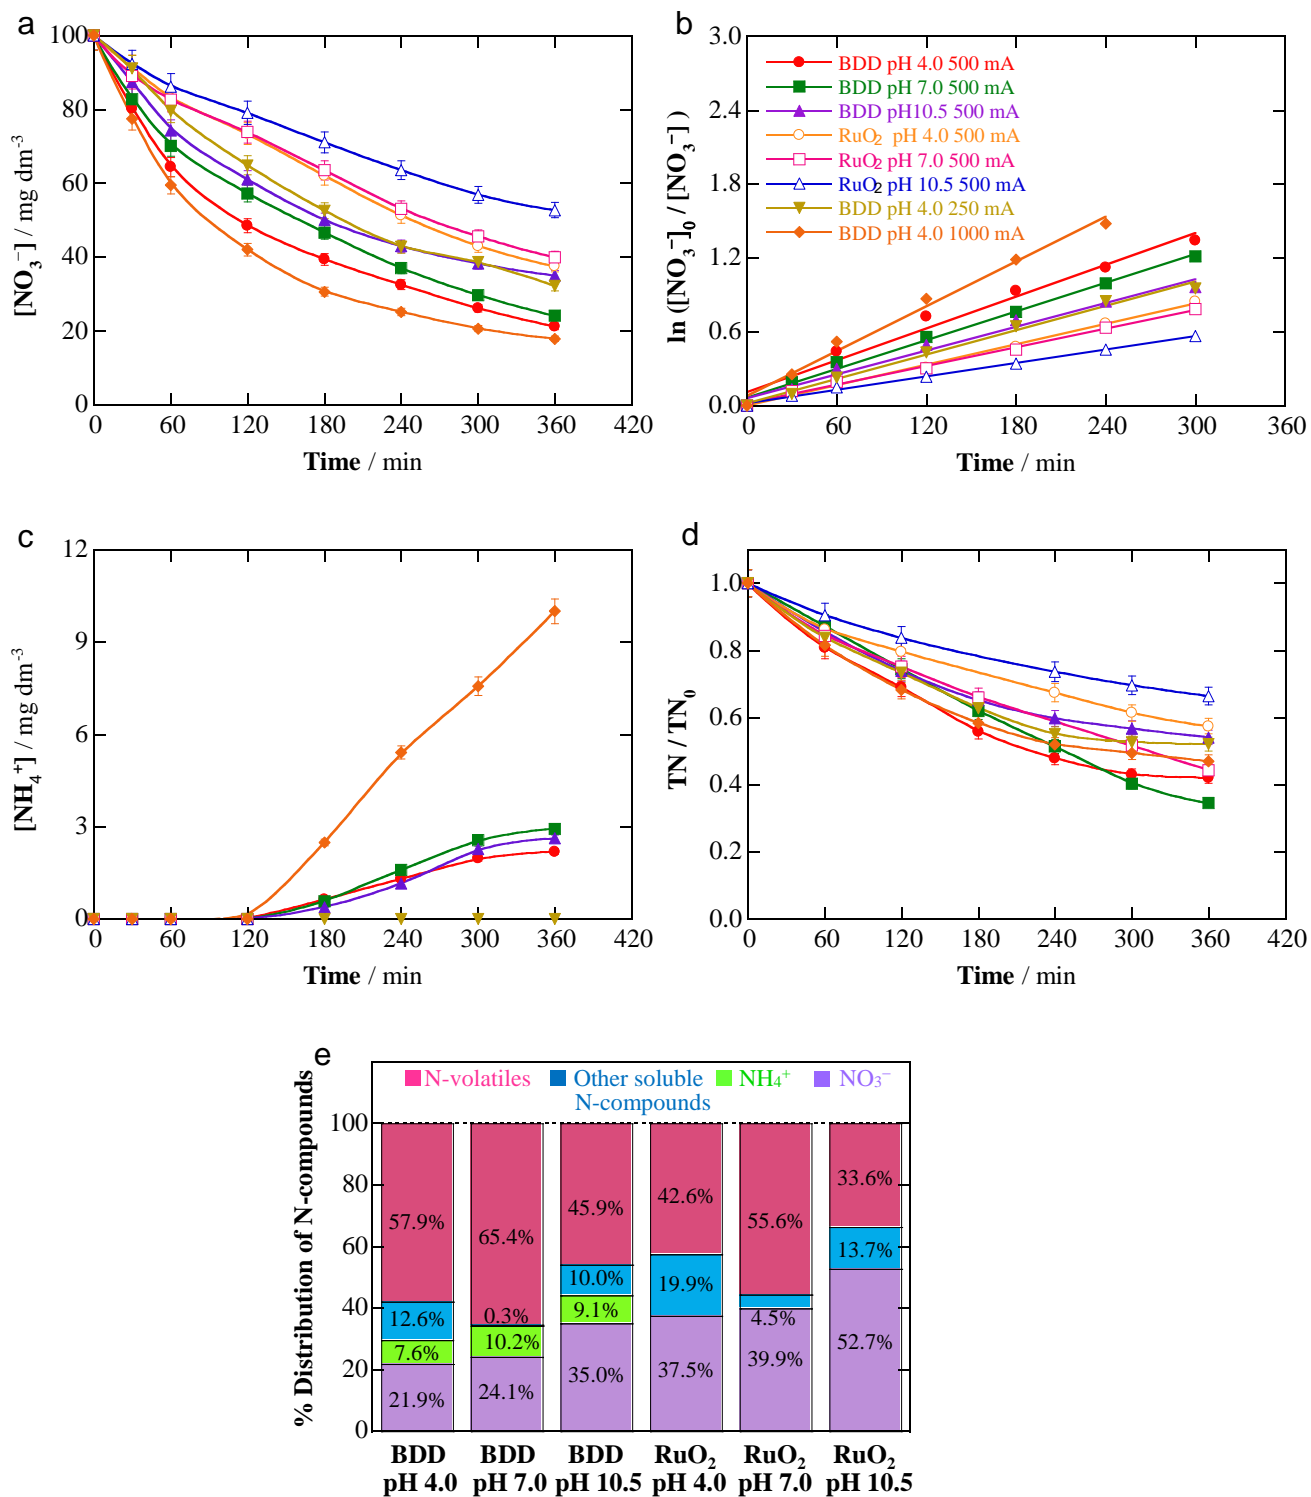 a
100
80
60
40
20
0
[NO₃⁻] / mg dm⁻³
0 60 120 180 240 300 360 420
Time / min
b
3.0
2.4
1.8
1.2
0.6
0.0
ln ([NO₃⁻]₀ / [NO₃⁻])
BDD pH 4.0 500 mA
BDD pH 7.0 500 mA
BDD pH10.5 500 mA
RuO₂ pH 4.0 500 mA
RuO₂ pH 7.0 500 mA
RuO₂ pH 10.5 500 mA
BDD pH 4.0 250 mA
BDD pH 4.0 1000 mA
0 60 120 180 240 300 360
Time / min
c
12
9
6
3
0
[NH₄⁺] / mg dm⁻³
0 60 120 180 240 300 360 420
Time / min
d
1.0
0.8
0.6
0.4
0.2
0.0
TN / TN₀
0 60 120 180 240 300 360 420
Time / min
e
N-volatiles Other soluble NH₄⁺ NO₃⁻
N-compounds
% Distribution of N-compounds
100
80
60
40
20
0
57.9%
12.6%
7.6%
21.9%
65.4%
0.3%
10.2%
24.1%
45.9%
10.0%
9.1%
35.0%
42.6%
19.9%
37.5%
55.6%
4.5%
39.9%
33.6%
13.7%
52.7%
BDD BDD BDD RuO₂ RuO₂ RuO₂
pH 4.0 pH 7.0 pH 10.5 pH 4.0 pH 7.0 pH 10.5